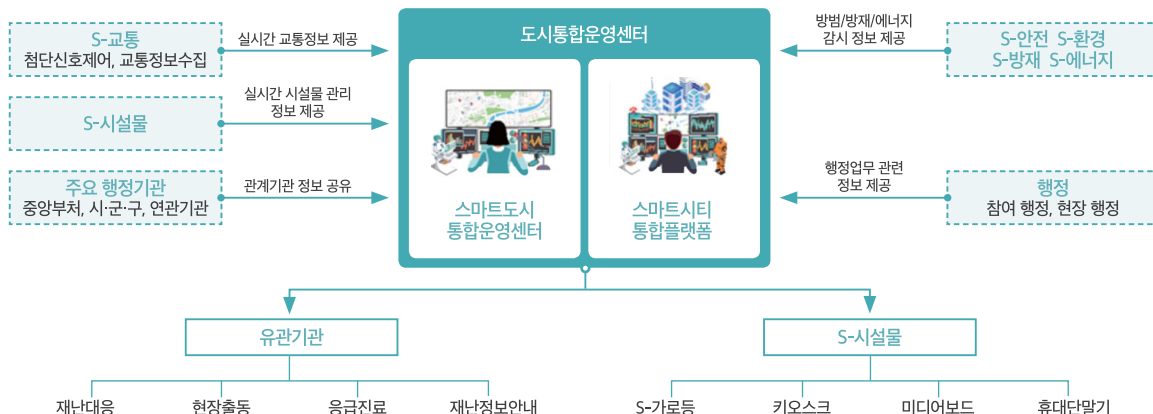 S-교통
첨단신호제어, 교통정보수집
실시간 교통정보 제공
S-시설물
실시간 시설물 관리
정보 제공
주요 행정기관
중앙부처, 시·군·구, 연관기관
관계기관 정보 공유
도시통합운영센터
스마트도시
통합운영센터
스마트시티
통합플랫폼
방범/방재/에너지
감시 정보 제공
S-안전 S-환경
S-방재 S-에너지
행정업무 관련
정보 제공
행정
참여 행정, 현장 행정
유관기관
재난대응
현장출동
응급진료
재난정보안내
S-시설물
S-가로등
키오스크
미디어보드
휴대단말기